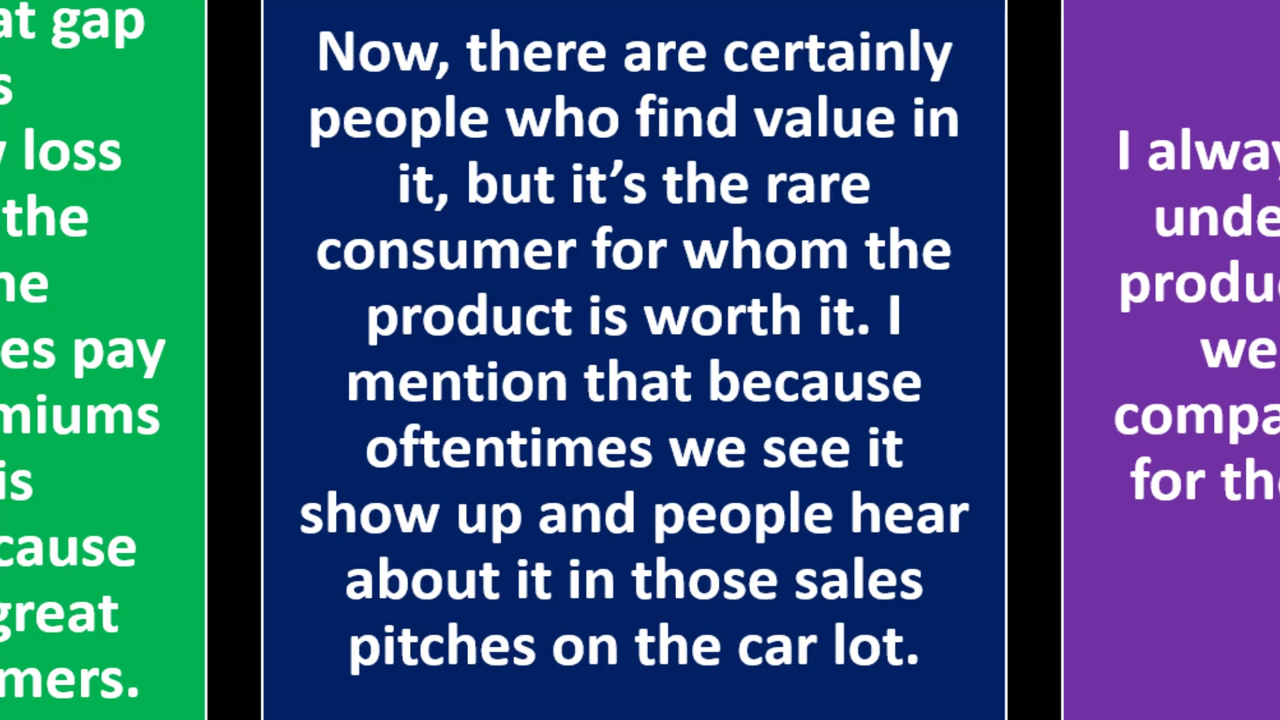 at gap
s
loss
the
ne
es pay
miums
is
cause
great
mers.
Now, there are certainly
people who find value in
it, but it’s the rare
consumer for whom the
product is worth it. I
mention that because
oftentimes we see it
show up and people hear
about it in those sales
pitches on the car lot.
I alway
unde
produc
we
compa
for the